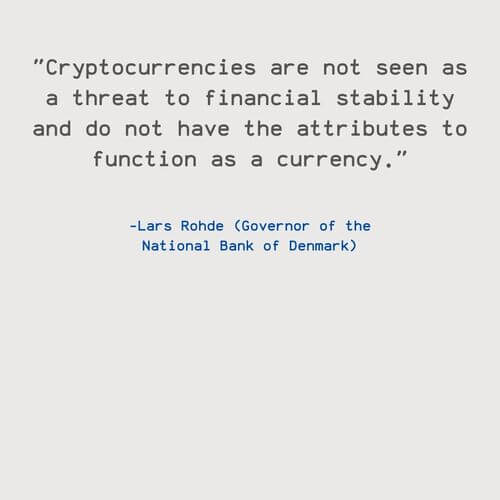 "Cryptocurrencies are not seen as
a threat to financial stability
and do not have the attributes to
function as a currency."
-Lars Rohde (Governor of the
National Bank of Denmark)